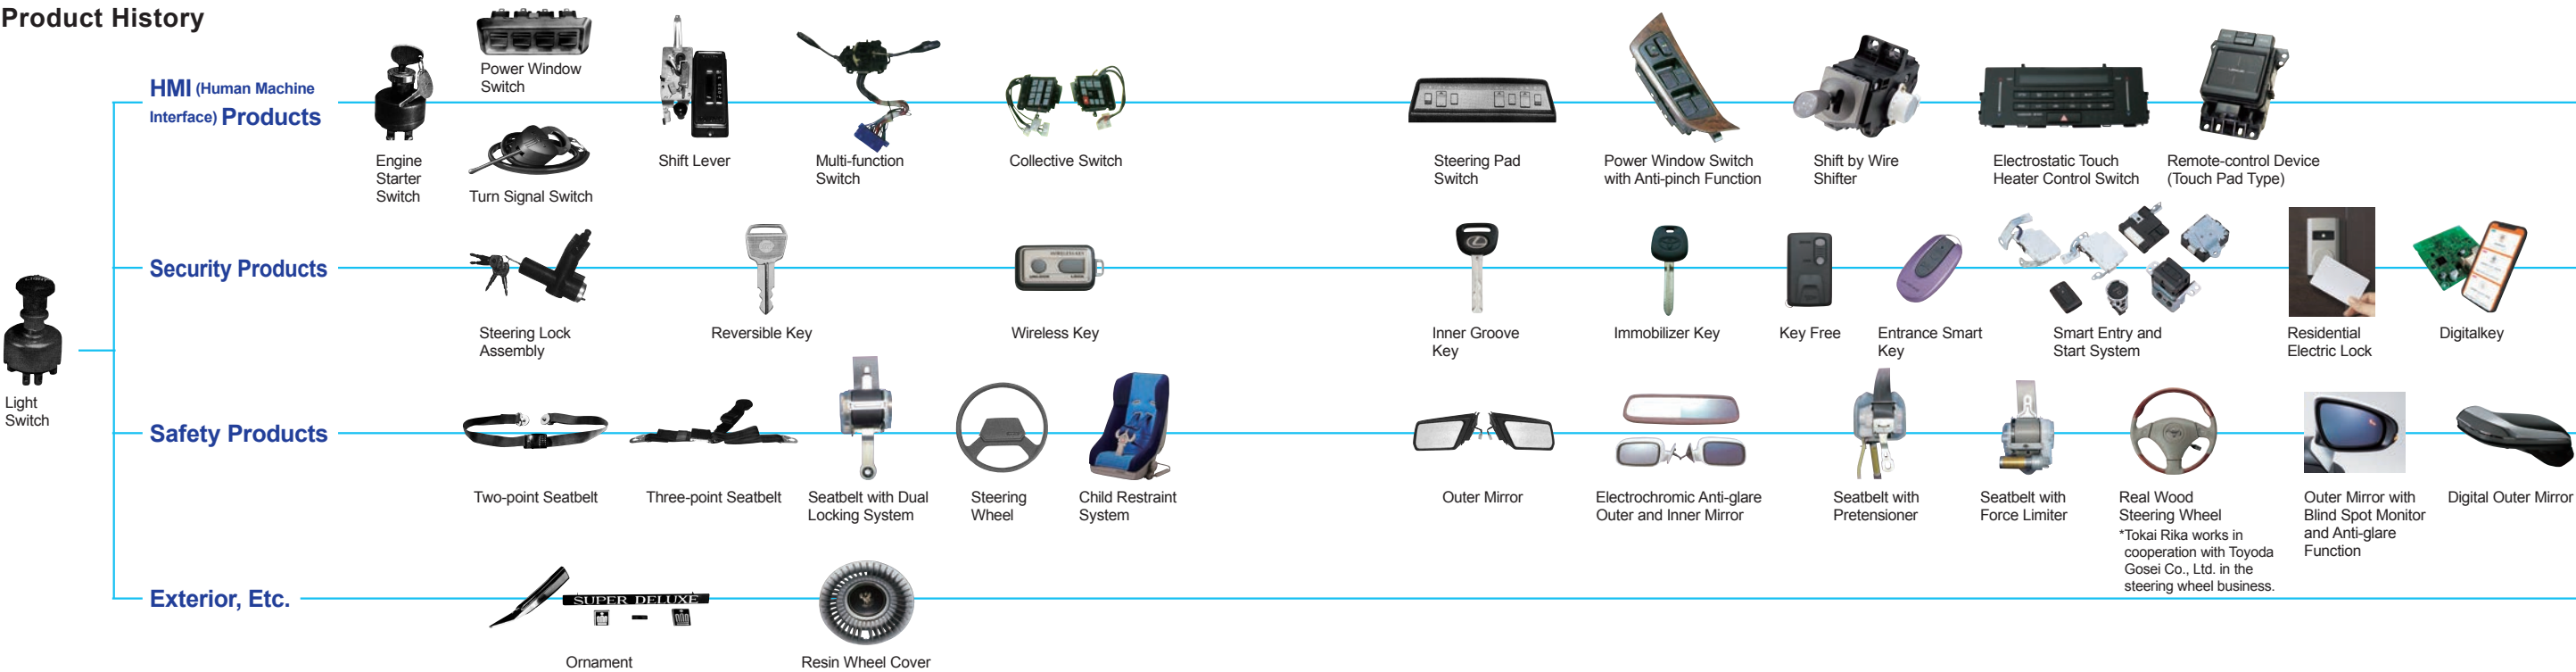 Product History
HMI (Human Machine
Interface) Products
Engine
Starter
Switch
Power Window
Switch
Turn Signal Switch
Shift Lever
Multi-function
Switch
Collective Switch
Steering Pad
Switch
Power Window Switch
with Anti-pinch Function
Shift by Wire
Shifter
Electrostatic Touch
Heater Control Switch
Remote-control Device
(Touch Pad Type)
Light
Switch
Security Products
Steering Lock
Assembly
Reversible Key
WIRELESS KEY
Wireless Key
Inner Groove
Key
Immobilizer Key
Key Free
Entrance Smart
Key
Smart Entry and
Start System
Residential
Electric Lock
Digitalkey
Safety Products
Two-point Seatbelt
Three-point Seatbelt
Seatbelt with Dual
Locking System
Steering
Wheel
Child Restraint
System
Outer Mirror
Electrochromic Anti-glare
Outer and Inner Mirror
Seatbelt with
Pretensioner
Seatbelt with
Force Limiter
Real Wood
Steering Wheel
*Tokai Rika works in
cooperation with Toyoda
Gosei Co., Ltd. in the
steering wheel business.
Outer Mirror with
Blind Spot Monitor
and Anti-glare
Function
Digital Outer Mirror
Exterior, Etc.
SUPER DELUXE
Ornament
Resin Wheel Cover